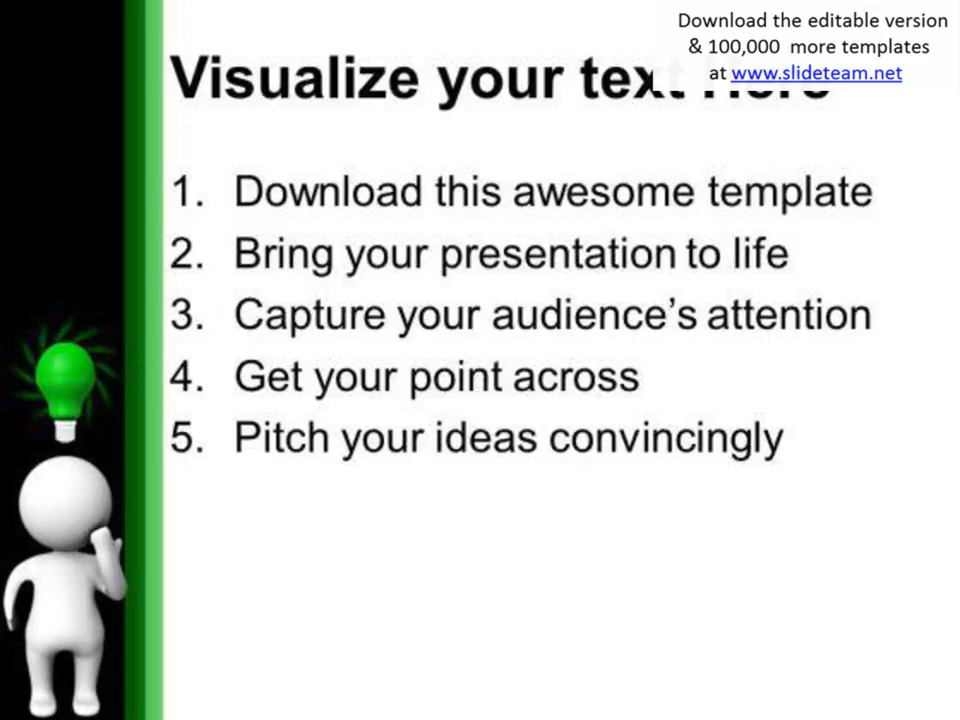 Download the editable version
& 100,000 more templates
at www.slideteam.net
Visualize your text Here
1. Download this awesome template
2. Bring your presentation to life
3. Capture your audience’s attention
4. Get your point across
5. Pitch your ideas convincingly